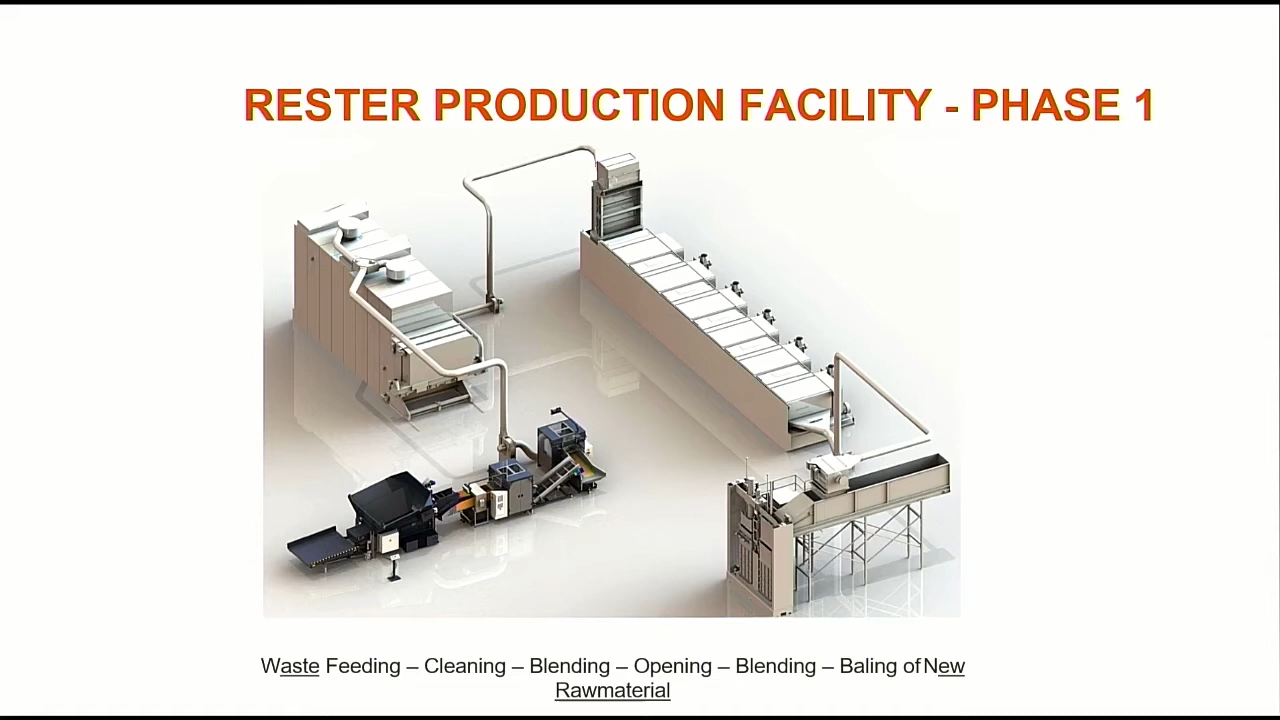 RESTER PRODUCTION FACILITY - PHASE 1
Waste Feeding – Cleaning – Blending – Opening – Blending – Baling of New
Rawmaterial